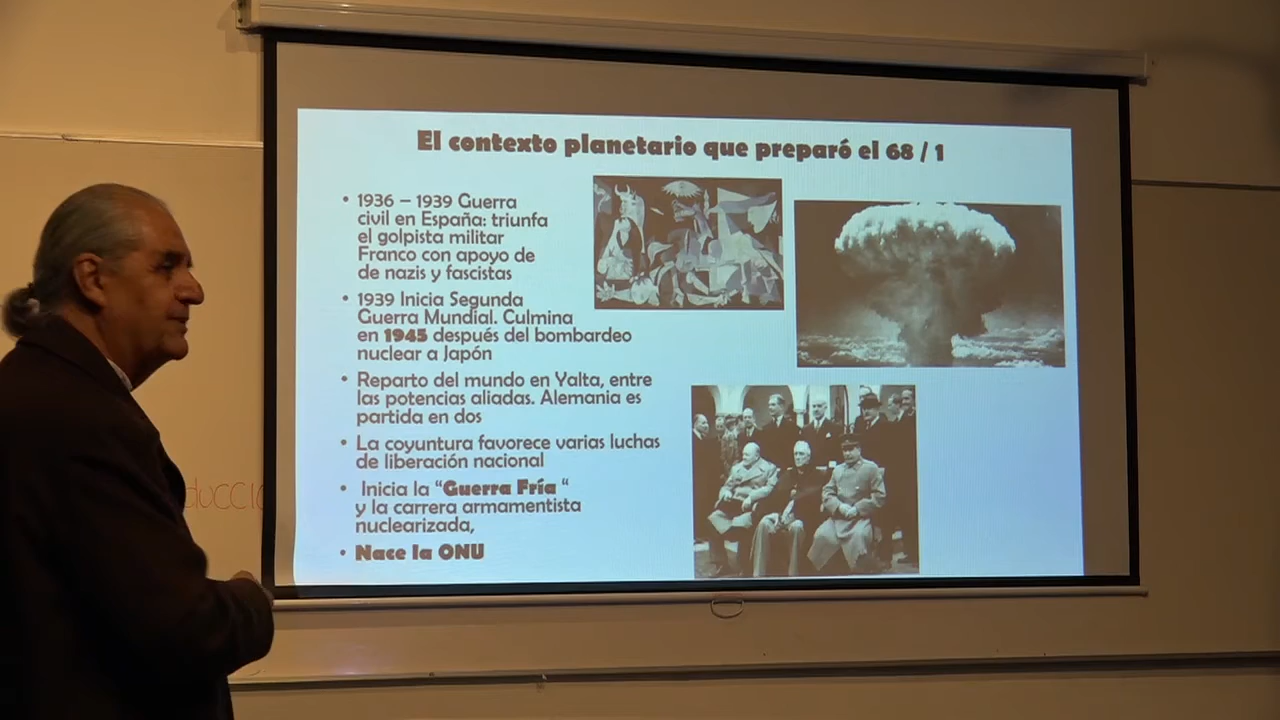 El contexto planetario que preparó el 68 / 1
• 1936 – 1939 Guerra
civil en España: triunfa
el golpista militar
Franco con apoyo de
de nazis y fascistas
• 1939 Inicia Segunda
Guerra Mundial. Culmina
en 1945 después del bombardeo
nuclear a Japón
• Reparto del mundo en Yalta, entre
las potencias aliadas. Alemania es
partida en dos
• La coyuntura favorece varias luchas
de liberación nacional
• Inicia la “Guerra Fría “
y la carrera armamentista
nuclearizada,
• Nace la ONU